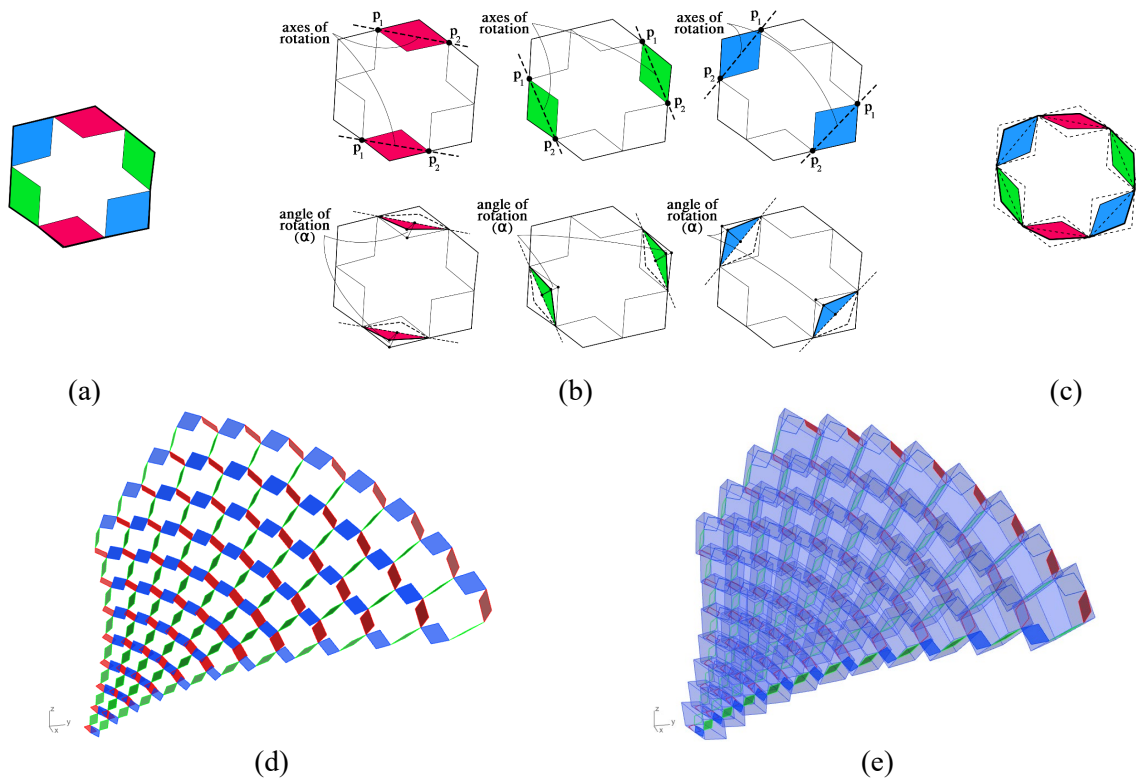 axes of
rotation
p1
p2
p1
p2
axes of
rotation
p1
p1
p2
p2
axes of
rotation
p1
p2
p1
p2
angle of
rotation
(α)
angle of
rotation
(α)
angle of
rotation
(α)
(a)
(b)
(c)
z
y
x
z
y
x
(d)
(e)